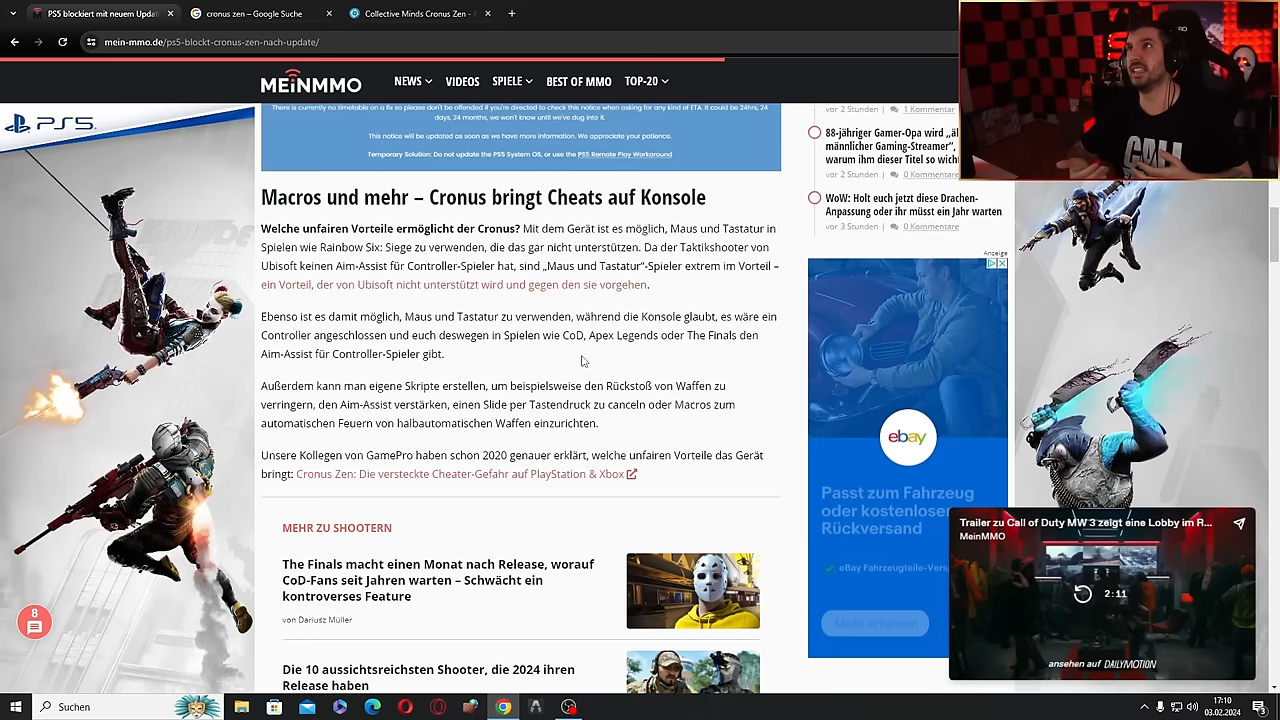 PS5 blockiert mit neuem Updat
cronus zen – Google Suche
Collective Minds Cronus Zen -
mein-mmo.de/ps5-blockt-cronus-zen-nach-update/
MEINMMO
NEWS
VIDEOS
SPIELE
BEST OF MMO
TOP-20
PS5
There is currently no timetable on a fix so please don't be offended if you're directed to check this notice when asking for any kind of ETA. It could be 24hrs, 24
days, 24 months, we won't know until we've dug into it.
This notice will be updated as soon as we have more information. We appreciate your patience.
Temporary Solution: Do not update the PS5 System OS, or use the PS5 Remote Play Workaround
Macros und mehr – Cronus bringt Cheats auf Konsole
Welche unfairen Vorteile ermöglicht der Cronus? Mit dem Gerät ist es möglich, Maus und Tastatur in
Spielen wie Rainbow Six: Siege zu verwenden, die das gar nicht unterstützen. Da der Taktikshooter von
Ubisoft keinen Aim-Assist für Controller-Spieler hat, sind „Maus und Tastatur“-Spieler extrem im Vorteil –
ein Vorteil, der von Ubisoft nicht unterstützt wird und gegen den sie vorgehen.
Ebenso ist es damit möglich, Maus und Tastatur zu verwenden, während die Konsole glaubt, es wäre ein
Controller angeschlossen und euch deswegen in Spielen wie CoD, Apex Legends oder The Finals den
Aim-Assist für Controller-Spieler gibt.
Außerdem kann man eigene Skripte erstellen, um beispielsweise den Rückstoß von Waffen zu
verringern, den Aim-Assist verstärken, einen Slide per Tastendruck zu canceln oder Macros zum
automatischen Feuern von halbautomatischen Waffen einzurichten.
Unsere Kollegen von GamePro haben schon 2020 genauer erklärt, welche unfairen Vorteile das Gerät
bringt: Cronus Zen: Die versteckte Cheater-Gefahr auf PlayStation & Xbox
MEHR ZU SHOOTERN
The Finals macht einen Monat nach Release, worauf
CoD-Fans seit Jahren warten – Schwächt ein
kontroverses Feature
von Dariusz Müller
Die 10 aussichtsreichsten Shooter, die 2024 ihren
Release haben
8
vor 2 Stunden | 1 Kommentar
88-jähriger Gamer-Opa wird „äl
männlicher Gaming-Streamer“,
warum ihm dieser Titel so wicht
vor 2 Stunden | 0 Kommentare
WoW: Holt euch jetzt diese Drachen-
Anpassung oder ihr müsst ein Jahr warten
vor 3 Stunden | 0 Kommentare
Anzeige
ebay
Passt zum Fahrzeug
oder kostenloser
Rückversand
eBay Fahrzeugteile-Vers
Mehr erfahren
CALL
Trailer zu Call of Duty MW 3 zeigt eine Lobby im R...
MeinMMO
2:11
ansehen auf DAILYMOTION
Suchen
17:10
03.02.2024